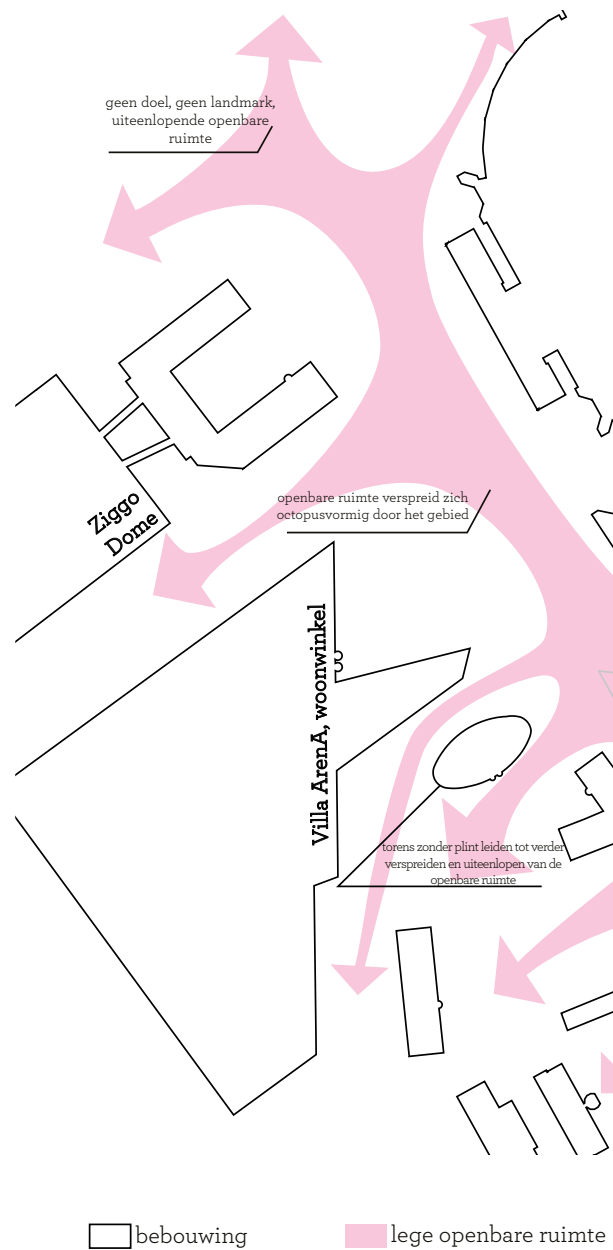 geen doel, geen landmark,
uiteenlopende openbare
ruimte
Ziggo
Dome
openbare ruimte verspreid zich
octopusvormig door het gebied
Villa ArenA, woonwinkel
torens zonder plint leiden tot verder
verspreiden en uiteenlopen van de
openbare ruimte
bebouwing
lege openbare ruimte